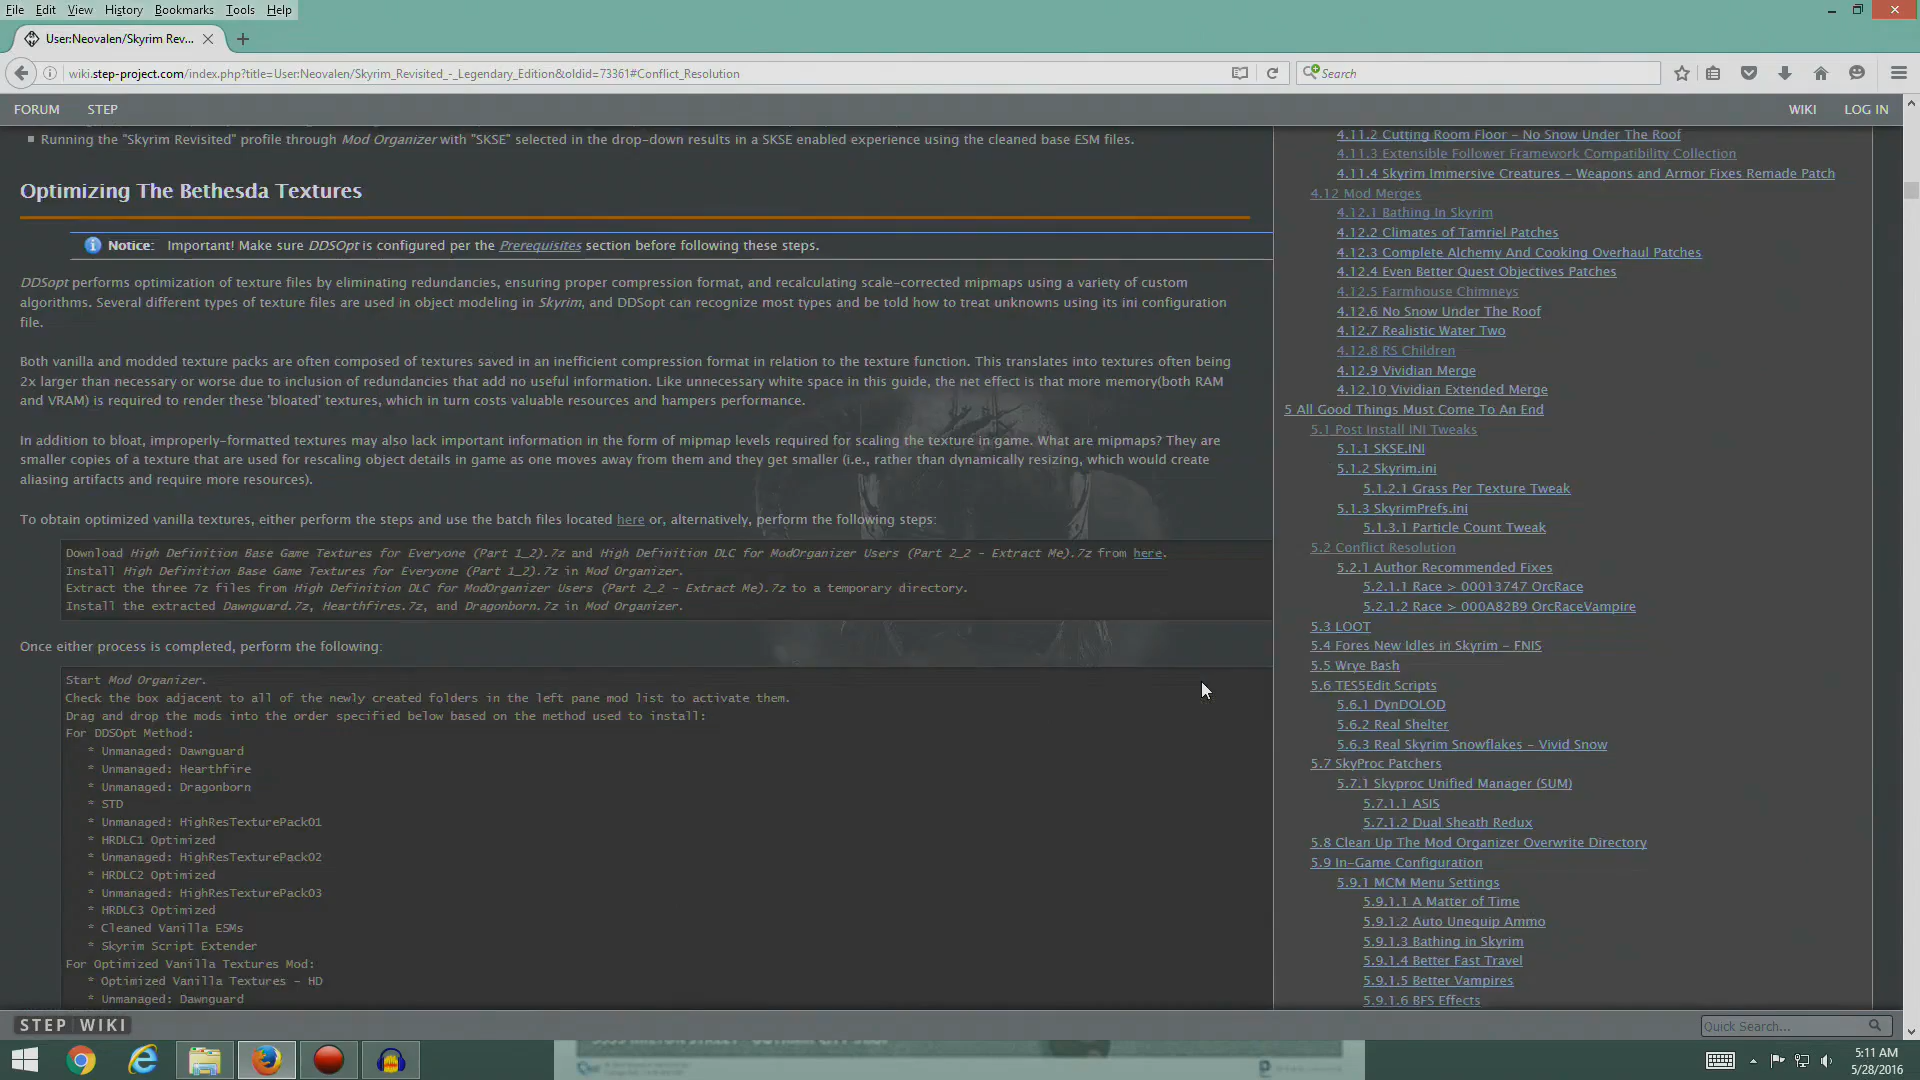 File Edit View History Bookmarks Tools Help
User:Neovalen/Skyrim Rev...
wiki.step-project.com/index.php?title=User:Neovalen/Skyrim_Revisited_-_Legendary_Edition&oldid=73361#Conflict_Resolution
Search
FORUM STEP WIKI LOG IN
Running the "Skyrim Revisited" profile through Mod Organizer with "SKSE" selected in the drop-down results in a SKSE enabled experience using the cleaned base ESM files.
Optimizing The Bethesda Textures
Notice: Important! Make sure DDSOpt is configured per the Prerequisites section before following these steps.
DDSopt performs optimization of texture files by eliminating redundancies, ensuring proper compression format, and recalculating scale-corrected mipmaps using a variety of custom
algorithms. Several different types of texture files are used in object modeling in Skyrim, and DDSopt can recognize most types and be told how to treat unknowns using its ini configuration
file.
Both vanilla and modded texture packs are often composed of textures saved in an inefficient compression format in relation to the texture function. This translates into textures often being
2x larger than necessary or worse due to inclusion of redundancies that add no useful information. Like unnecessary white space in this guide, the net effect is that more memory(both RAM
and VRAM) is required to render these 'bloated' textures, which in turn costs valuable resources and hampers performance.
In addition to bloat, improperly-formatted textures may also lack important information in the form of mipmap levels required for scaling the texture in game. What are mipmaps? They are
smaller copies of a texture that are used for rescaling object details in game as one moves away from them and they get smaller (i.e., rather than dynamically resizing, which would create
aliasing artifacts and require more resources).
To obtain optimized vanilla textures, either perform the steps and use the batch files located here or, alternatively, perform the following steps:
Download High Definition Base Game Textures for Everyone (Part 1_2).7z and High Definition DLC for ModOrganizer Users (Part 2_2 - Extract Me).7z from here.
Install High Definition Base Game Textures for Everyone (Part 1_2).7z in Mod Organizer.
Extract the three 7z files from High Definition DLC for ModOrganizer Users (Part 2_2 - Extract Me).7z to a temporary directory.
Install the extracted Dawnguard.7z, Hearthfires.7z, and Dragonborn.7z in Mod Organizer.
Once either process is completed, perform the following:
Start Mod Organizer.
Check the box adjacent to all of the newly created folders in the left pane mod list to activate them.
Drag and drop the mods into the order specified below based on the method used to install:
For DDSOpt Method:
* Unmanaged: Dawnguard
* Unmanaged: Hearthfire
* Unmanaged: Dragonborn
* STD
* Unmanaged: HighResTexturePack01
* HRDLC1 Optimized
* Unmanaged: HighResTexturePack02
* HRDLC2 Optimized
* Unmanaged: HighResTexturePack03
* HRDLC3 Optimized
* Cleaned Vanilla ESMs
* Skyrim Script Extender
For Optimized Vanilla Textures Mod:
* Optimized Vanilla Textures - HD
* Unmanaged: Dawnguard
4.11.2 Cutting Room Floor – No Snow Under The Roof
4.11.3 Extensible Follower Framework Compatibility Collection
4.11.4 Skyrim Immersive Creatures – Weapons and Armor Fixes Remade Patch
4.12 Mod Merges
4.12.1 Bathing In Skyrim
4.12.2 Climates of Tamriel Patches
4.12.3 Complete Alchemy And Cooking Overhaul Patches
4.12.4 Even Better Quest Objectives Patches
4.12.5 Farmhouse Chimneys
4.12.6 No Snow Under The Roof
4.12.7 Realistic Water Two
4.12.8 RS Children
4.12.9 Vividian Merge
4.12.10 Vividian Extended Merge
5 All Good Things Must Come To An End
5.1 Post Install INI Tweaks
5.1.1 SKSE.INI
5.1.2 Skyrim.ini
5.1.2.1 Grass Per Texture Tweak
5.1.3 SkyrimPrefs.ini
5.1.3.1 Particle Count Tweak
5.2 Conflict Resolution
5.2.1 Author Recommended Fixes
5.2.1.1 Race > 00013747 OrcRace
5.2.1.2 Race > 000A82B9 OrcRaceVampire
5.3 LOOT
5.4 Fores New Idles in Skyrim – FNIS
5.5 Wrye Bash
5.6 TES5Edit Scripts
5.6.1 DynDOLOD
5.6.2 Real Shelter
5.6.3 Real Skyrim Snowflakes – Vivid Snow
5.7 SkyProc Patchers
5.7.1 Skyproc Unified Manager (SUM)
5.7.1.1 ASIS
5.7.1.2 Dual Sheath Redux
5.8 Clean Up The Mod Organizer Overwrite Directory
5.9 In-Game Configuration
5.9.1 MCM Menu Settings
5.9.1.1 A Matter of Time
5.9.1.2 Auto Unequip Ammo
5.9.1.3 Bathing in Skyrim
5.9.1.4 Better Fast Travel
5.9.1.5 Better Vampires
5.9.1.6 BFS Effects
STEP WIKI
Quick Search...
5:11 AM
5/28/2016